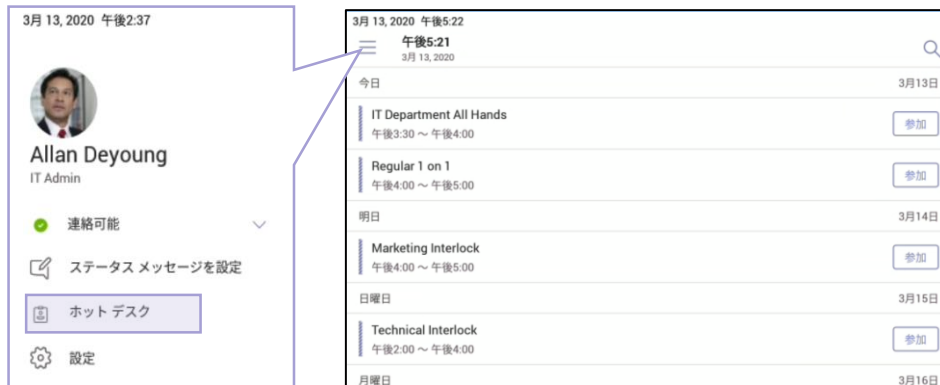 3月 13, 2020 午後2:37
Allan Deyoung
IT Admin
連絡可能
ステータス メッセージを設定
ホット デスク
設定
3月 13, 2020 午後5:22
午後5:21
3月 13, 2020
今日 3月13日
IT Department All Hands
午後3:30 ～ 午後4:00
参加
Regular 1 on 1
午後4:00 ～ 午後5:00
参加
明日 3月14日
Marketing Interlock
午後4:00 ～ 午後5:00
参加
日曜日 3月15日
Technical Interlock
午後2:00 ～ 午後4:00
参加
月曜日 3月16日